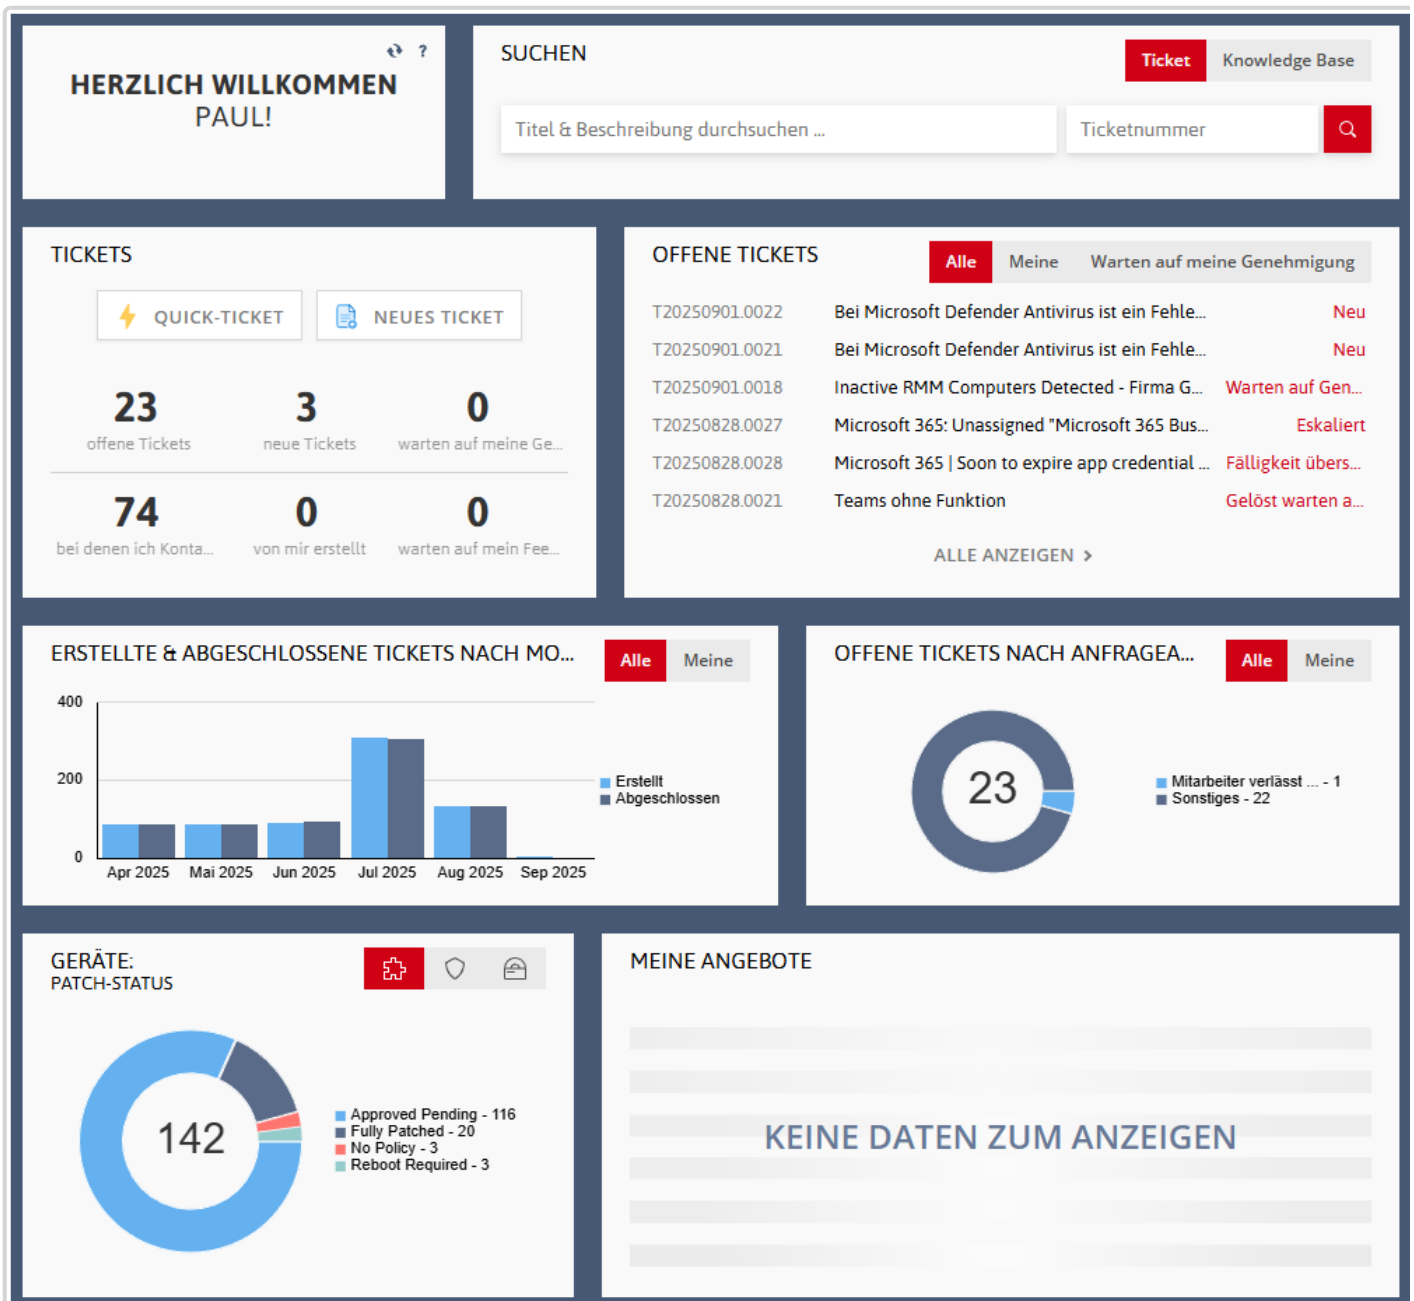 ?
HERZLICH WILLKOMMEN
PAUL!
SUCHEN
Ticket Knowledge Base
Titel & Beschreibung durchsuchen ... Ticketnummer
TICKETS
QUICK-TICKET NEUES TICKET
23 3 0
offene Tickets neue Tickets warten auf meine Ge...
74 0 0
bei denen ich Konta... von mir erstellt warten auf mein Fee...
OFFENE TICKETS Alle Meine Warten auf meine Genehmigung
T20250901.0022 Bei Microsoft Defender Antivirus ist ein Fehle... Neu
T20250901.0021 Bei Microsoft Defender Antivirus ist ein Fehle... Neu
T20250901.0018 Inactive RMM Computers Detected - Firma G... Warten auf Gen...
T20250828.0027 Microsoft 365: Unassigned "Microsoft 365 Bus... Eskaliert
T20250828.0028 Microsoft 365 | Soon to expire app credential ... Fälligkeit übers...
T20250828.0021 Teams ohne Funktion Gelöst warten a...
ALLE ANZEIGEN >
ERSTELLTE & ABGESCHLOSSENE TICKETS NACH MO... Alle Meine
400
200
0
Apr 2025 Mai 2025 Jun 2025 Jul 2025 Aug 2025 Sep 2025
Erstellt
Abgeschlossen
OFFENE TICKETS NACH ANFRAGEA... Alle Meine
23
Mitarbeiter verlässt ... - 1
Sonstiges - 22
GERÄTE:
PATCH-STATUS
142
Approved Pending - 116
Fully Patched - 20
No Policy - 3
Reboot Required - 3
MEINE ANGEBOTE
KEINE DATEN ZUM ANZEIGEN